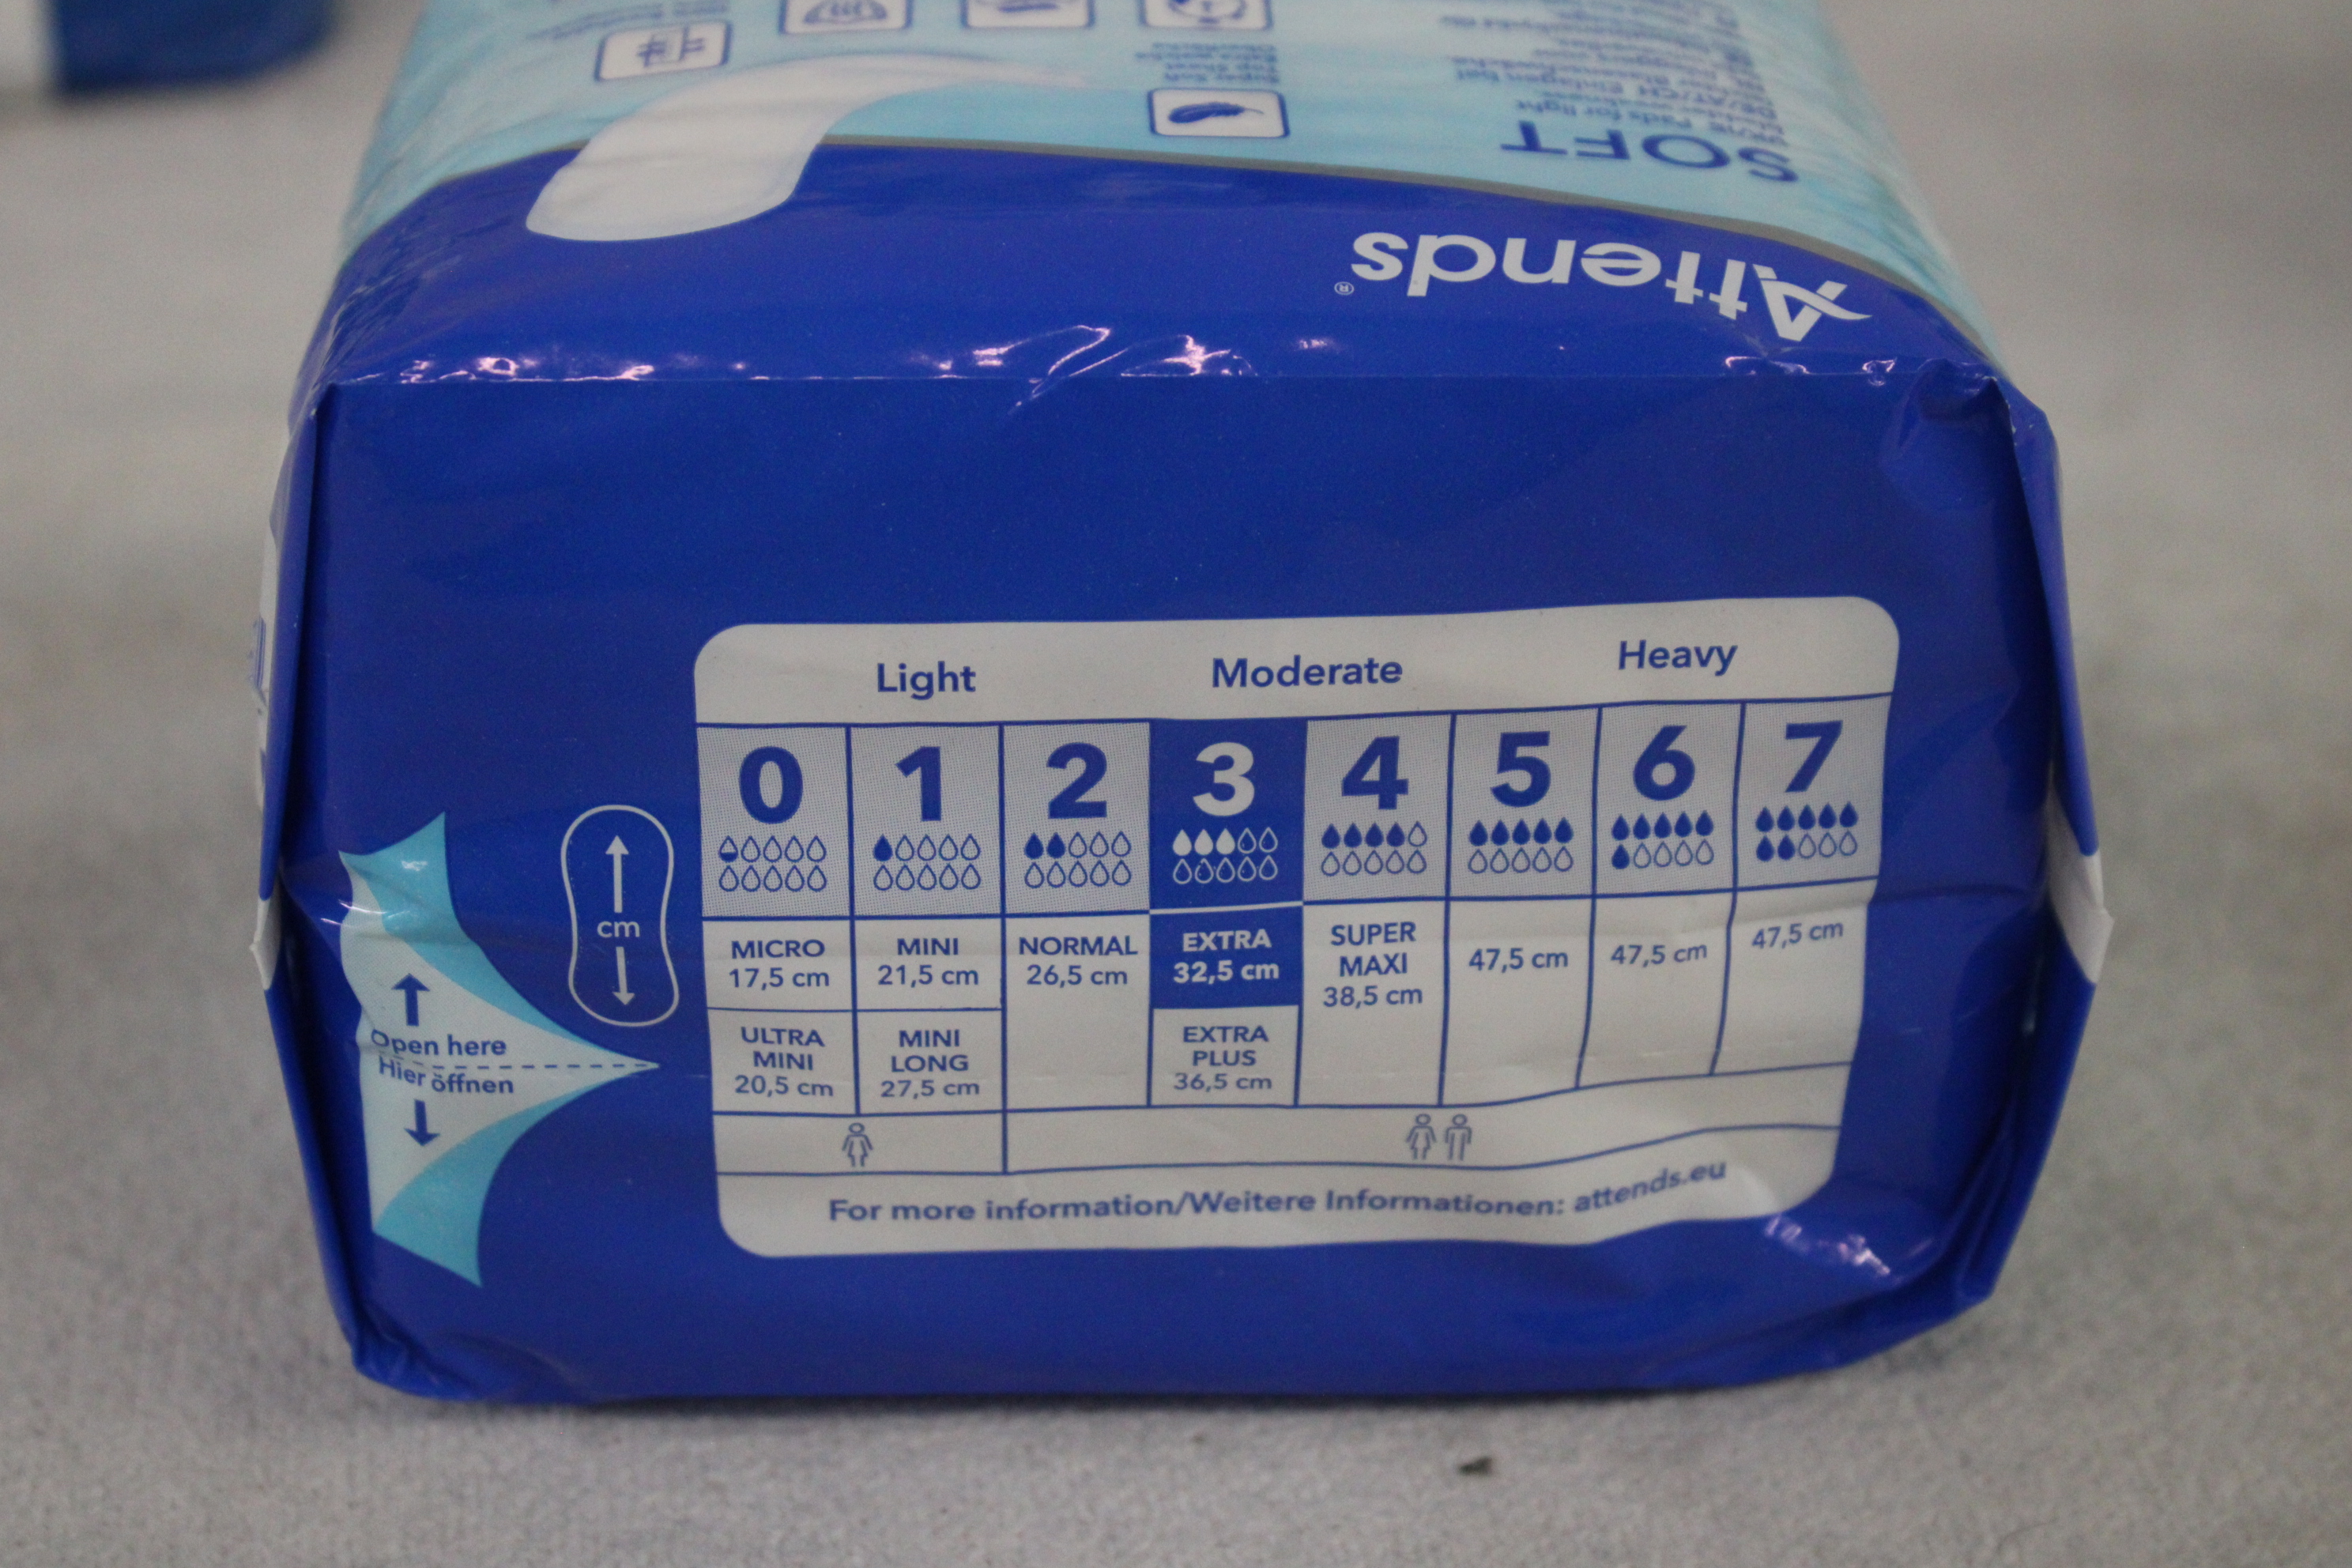 Super Soft
SOFT
Attends®
Light Moderate Heavy
0 1 2 3 4 5 6 7
cm
MICRO
17,5 cm
MINI
21,5 cm
NORMAL
26,5 cm
EXTRA
32,5 cm
SUPER
MAXI
38,5 cm
47,5 cm
47,5 cm
47,5 cm
ULTRA
MINI
20,5 cm
MINI
LONG
27,5 cm
EXTRA
PLUS
36,5 cm
Open here
Hier öffnen
For more information/Weitere Informationen: attends.eu